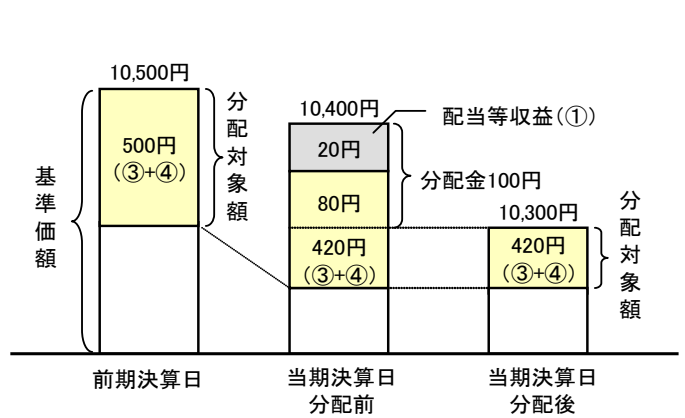 基準価額
10,500円
500円
(③+④)
分配対象額
前期決算日
10,400円
配当等収益(①)
20円
80円
分配金100円
420円
(③+④)
当期決算日
分配前
10,300円
420円
(③+④)
分配対象額
当期決算日
分配後